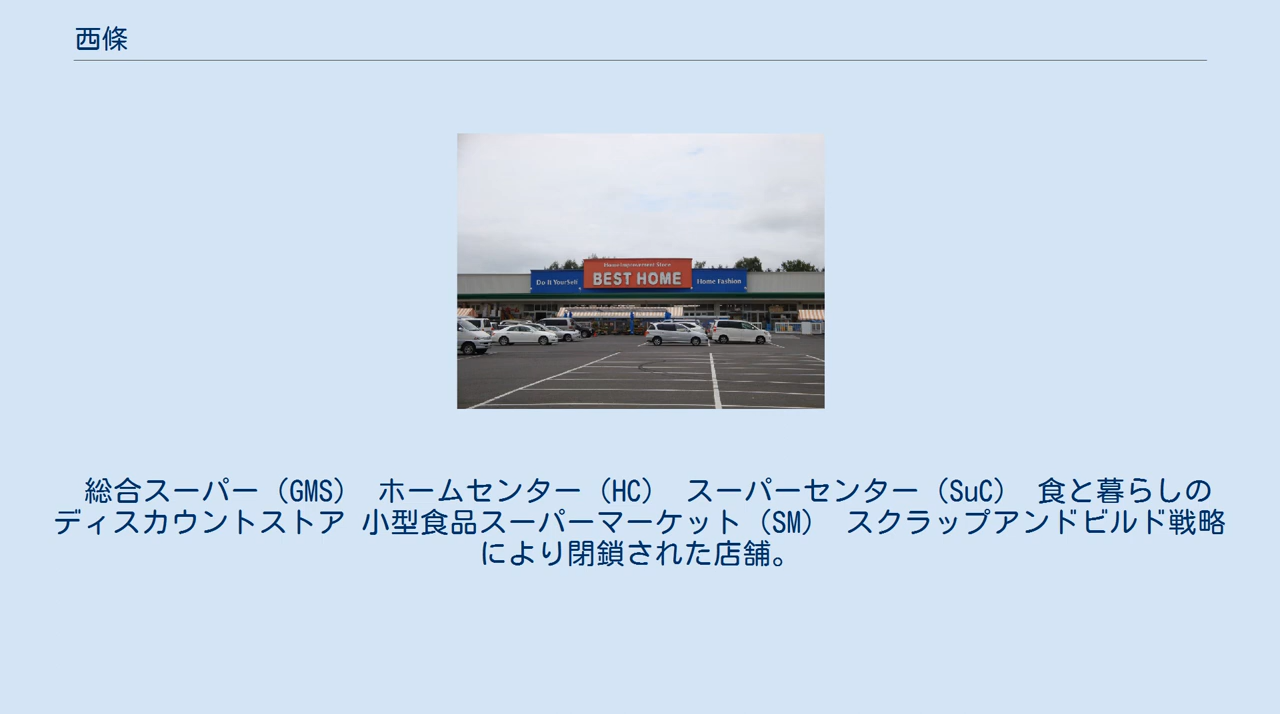 西條
House Improvement Store
Do It YourSelf
BEST HOME
Home Fashion
総合スーパー（GMS） ホームセンター（HC） スーパーセンター（SuC） 食と暮らしの
ディスカウントストア 小型食品スーパーマーケット（SM） スクラップアンドビルド戦略
により閉鎖された店舗。